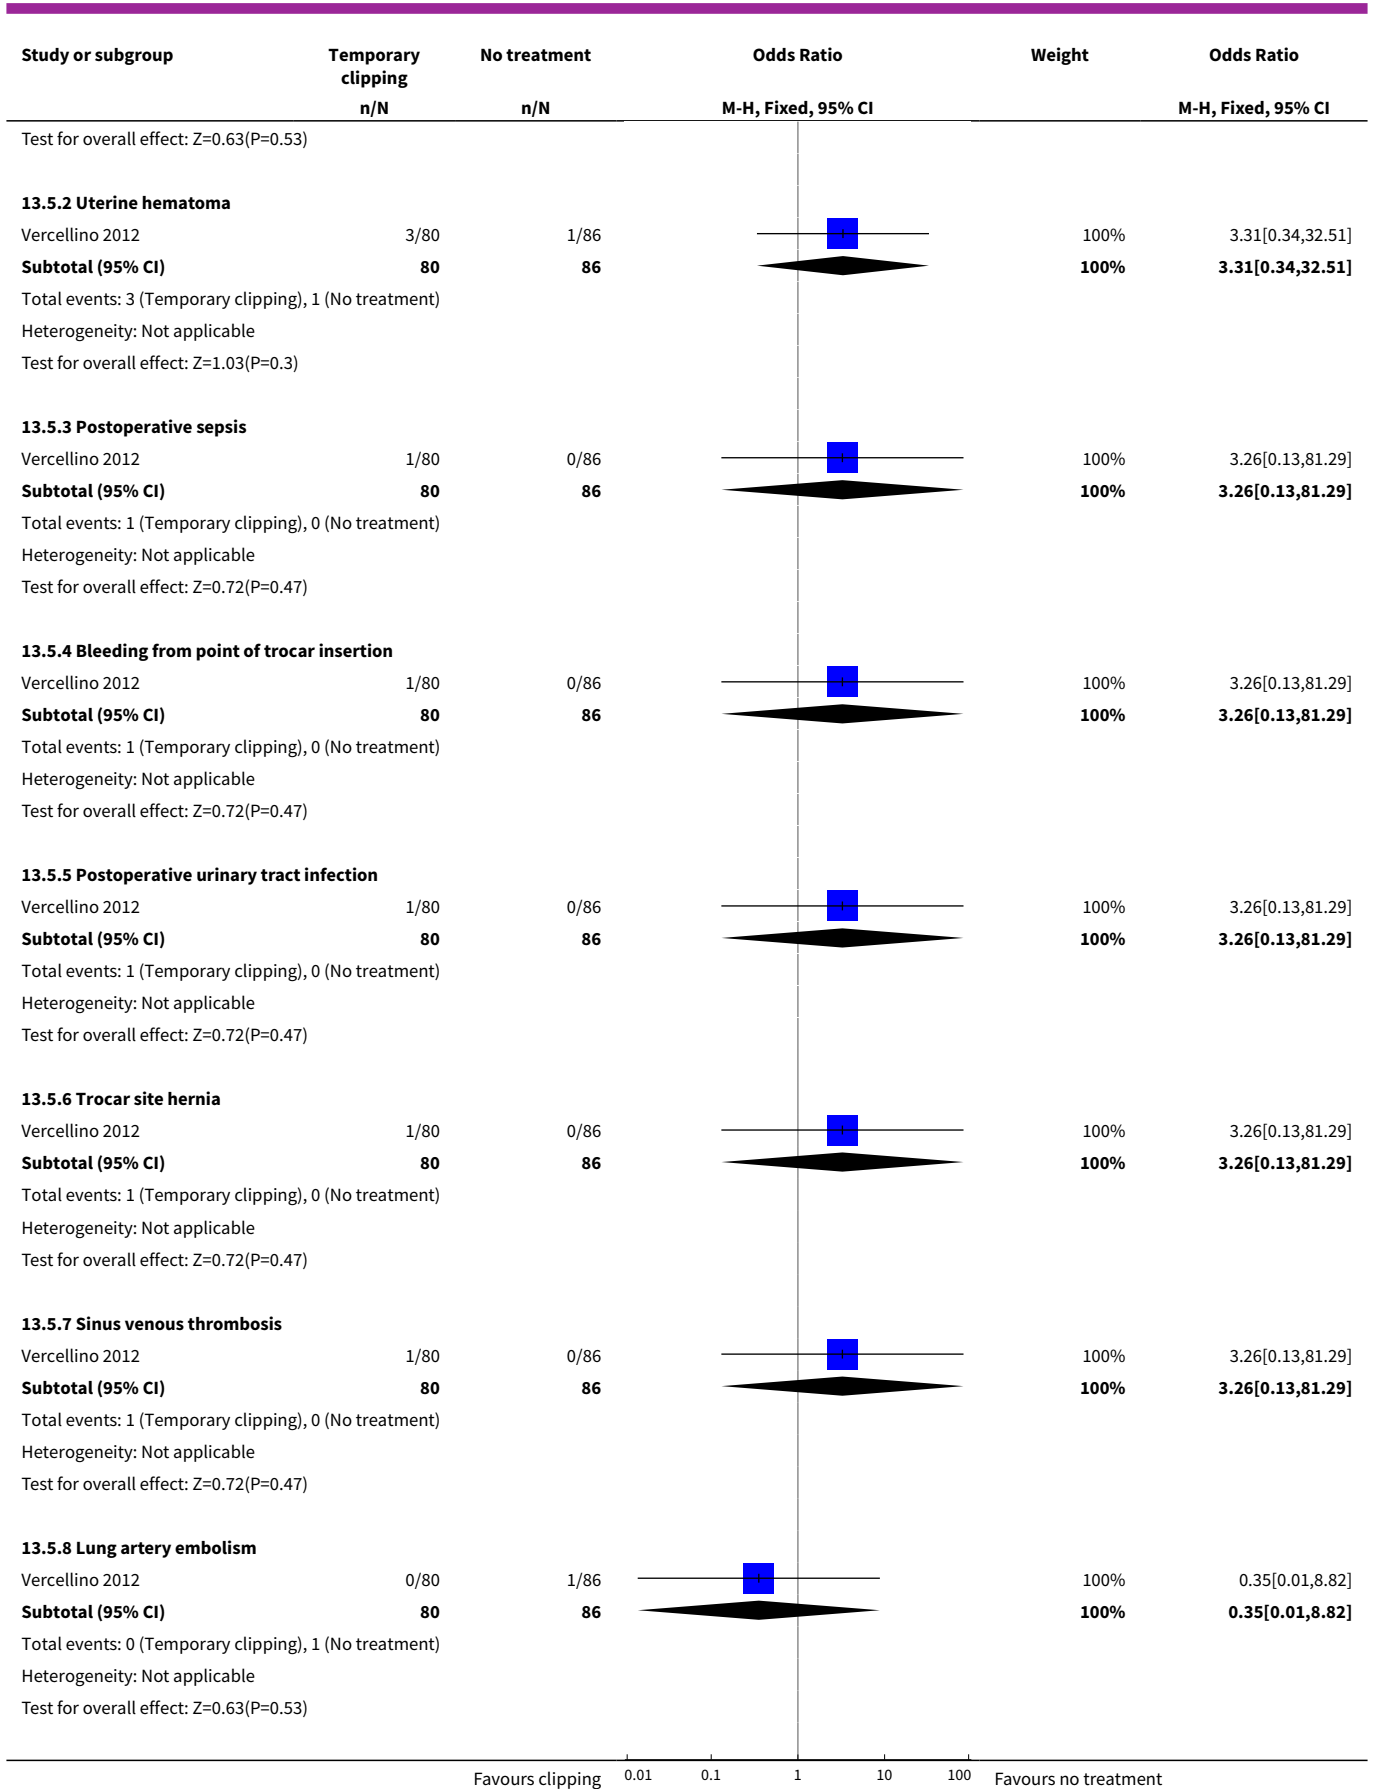 Study or subgroup Temporary clipping No treatment Odds Ratio Weight Odds Ratio
n/N n/N M-H, Fixed, 95% CI M-H, Fixed, 95% CI
Test for overall effect: Z=0.63(P=0.53)
13.5.2 Uterine hematoma
Vercellino 2012 3/80 1/86 100% 3.31[0.34,32.51]
Subtotal (95% CI) 80 86 100% 3.31[0.34,32.51]
Total events: 3 (Temporary clipping), 1 (No treatment)
Heterogeneity: Not applicable
Test for overall effect: Z=1.03(P=0.3)
13.5.3 Postoperative sepsis
Vercellino 2012 1/80 0/86 100% 3.26[0.13,81.29]
Subtotal (95% CI) 80 86 100% 3.26[0.13,81.29]
Total events: 1 (Temporary clipping), 0 (No treatment)
Heterogeneity: Not applicable
Test for overall effect: Z=0.72(P=0.47)
13.5.4 Bleeding from point of trocar insertion
Vercellino 2012 1/80 0/86 100% 3.26[0.13,81.29]
Subtotal (95% CI) 80 86 100% 3.26[0.13,81.29]
Total events: 1 (Temporary clipping), 0 (No treatment)
Heterogeneity: Not applicable
Test for overall effect: Z=0.72(P=0.47)
13.5.5 Postoperative urinary tract infection
Vercellino 2012 1/80 0/86 100% 3.26[0.13,81.29]
Subtotal (95% CI) 80 86 100% 3.26[0.13,81.29]
Total events: 1 (Temporary clipping), 0 (No treatment)
Heterogeneity: Not applicable
Test for overall effect: Z=0.72(P=0.47)
13.5.6 Trocar site hernia
Vercellino 2012 1/80 0/86 100% 3.26[0.13,81.29]
Subtotal (95% CI) 80 86 100% 3.26[0.13,81.29]
Total events: 1 (Temporary clipping), 0 (No treatment)
Heterogeneity: Not applicable
Test for overall effect: Z=0.72(P=0.47)
13.5.7 Sinus venous thrombosis
Vercellino 2012 1/80 0/86 100% 3.26[0.13,81.29]
Subtotal (95% CI) 80 86 100% 3.26[0.13,81.29]
Total events: 1 (Temporary clipping), 0 (No treatment)
Heterogeneity: Not applicable
Test for overall effect: Z=0.72(P=0.47)
13.5.8 Lung artery embolism
Vercellino 2012 0/80 1/86 100% 0.35[0.01,8.82]
Subtotal (95% CI) 80 86 100% 0.35[0.01,8.82]
Total events: 0 (Temporary clipping), 1 (No treatment)
Heterogeneity: Not applicable
Test for overall effect: Z=0.63(P=0.53)
Favours clipping 0.01 0.1 1 10 100 Favours no treatment